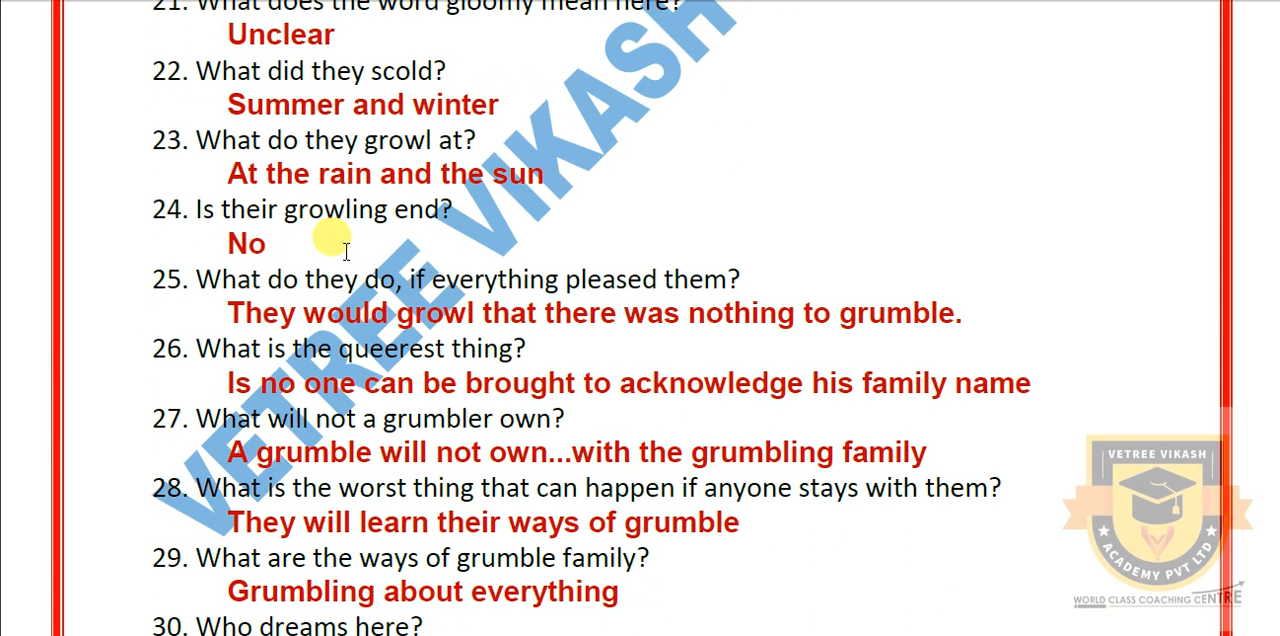 21. What does the word gloomy mean here?
Unclear
22. What did they scold?
Summer and winter
23. What do they growl at?
At the rain and the sun
24. Is their growling end?
No
25. What do they do, if everything pleased them?
They would growl that there was nothing to grumble.
26. What is the queerest thing?
Is no one can be brought to acknowledge his family name
27. What will not a grumbler own?
A grumble will not own...with the grumbling family
28. What is the worst thing that can happen if anyone stays with them?
They will learn their ways of grumble
29. What are the ways of grumble family?
Grumbling about everything
30. Who dreams here?
VETREE VIKASH
VETREE VIKASH
ACADEMY PVT LTD
WORLD CLASS COACHING CENTRE